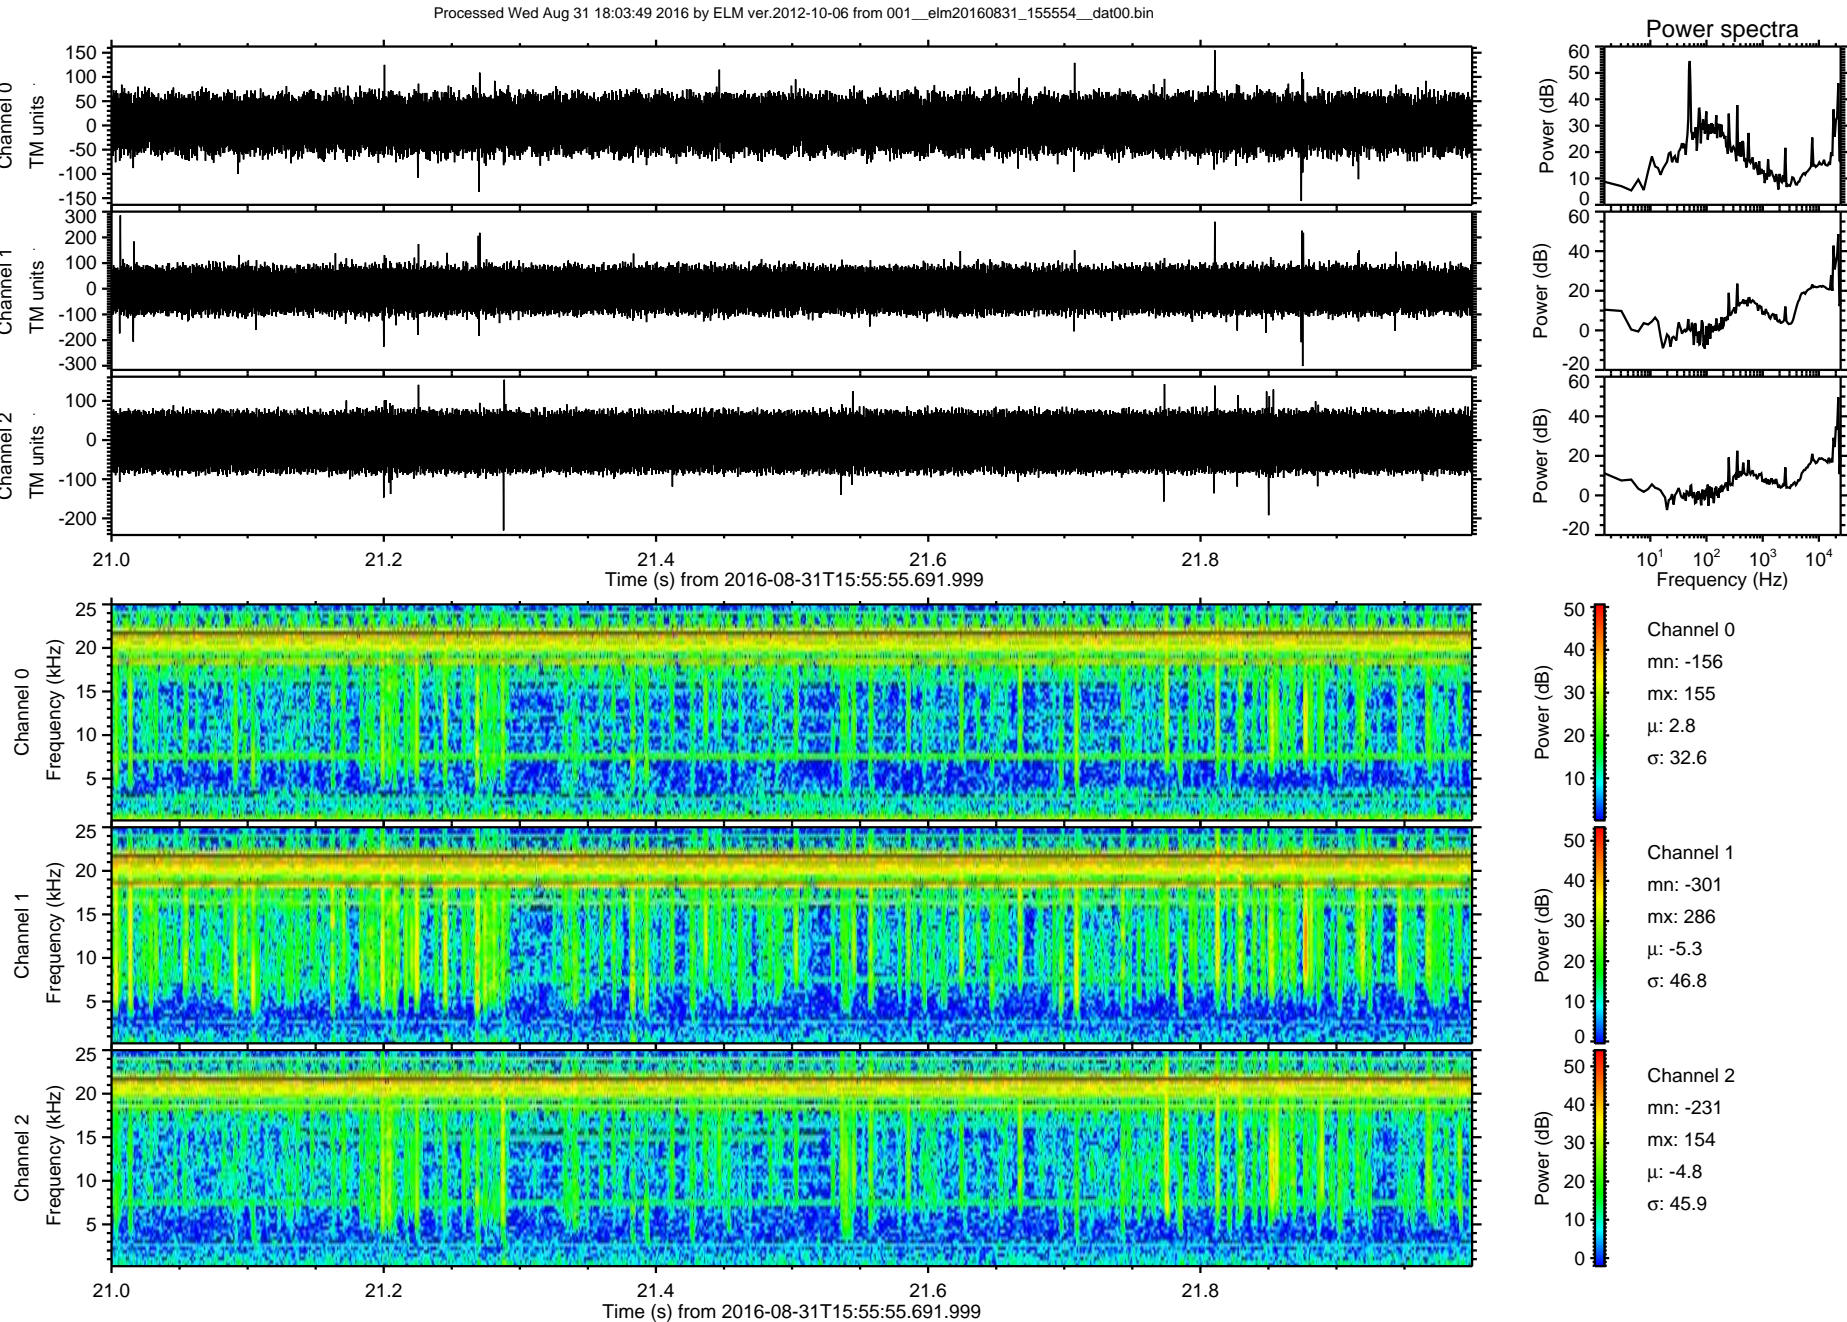 Processed Wed Aug 31 18:03:49 2016 by ELM ver.2012-10-06 from 001__elm20160831_155554__dat00.bin
Power spectra
Channel 0
TM units
150
100
50
0
-50
-100
-150
Power (dB)
60
50
40
30
20
10
0
Channel 1
TM units
300
200
100
0
-100
-200
-300
Power (dB)
60
40
20
0
-20
Channel 2
TM units
100
0
-100
-200
Power (dB)
60
40
20
0
-20
21.0 21.2 21.4 21.6 21.8
Time (s) from 2016-08-31T15:55:55.691.999
10¹ 10² 10³ 10⁴
Frequency (Hz)
Channel 0
Frequency (kHz)
25
20
15
10
5
Power (dB)
50
40
30
20
10
Channel 0
mn: -156
mx: 155
μ: 2.8
σ: 32.6
Channel 1
Frequency (kHz)
25
20
15
10
5
Power (dB)
50
40
30
20
10
0
Channel 1
mn: -301
mx: 286
μ: -5.3
σ: 46.8
Channel 2
Frequency (kHz)
25
20
15
10
5
Power (dB)
50
40
30
20
10
0
Channel 2
mn: -231
mx: 154
μ: -4.8
σ: 45.9
21.0 21.2 21.4 21.6 21.8
Time (s) from 2016-08-31T15:55:55.691.999